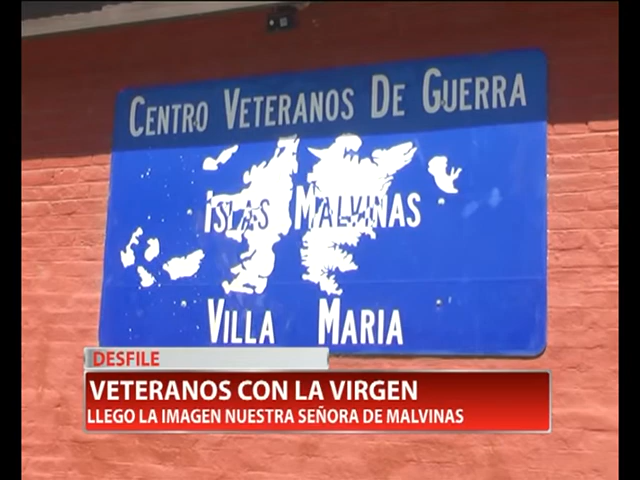 CENTRO VETERANOS DE GUERRA
ISLAS MALVINAS
VILLA MARIA
DESFILE
VETERANOS CON LA VIRGEN
LLEGO LA IMAGEN NUESTRA SEÑORA DE MALVINAS